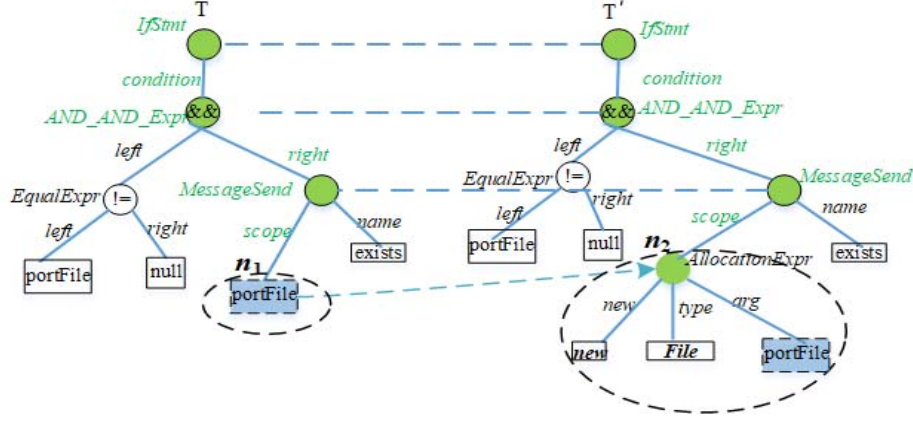 T
IfStmt
condition
&&
AND_AND_Expr
left
right
EqualExpr
!=
MessageSend
left
right
scope
name
portFile
null
exists
n1
portFile
T'
IfStmt
condition
&&
AND_AND_Expr
left
right
EqualExpr
!=
MessageSend
left
right
scope
name
portFile
null
exists
n2
AllocationExpr
new
type
arg
new
File
portFile